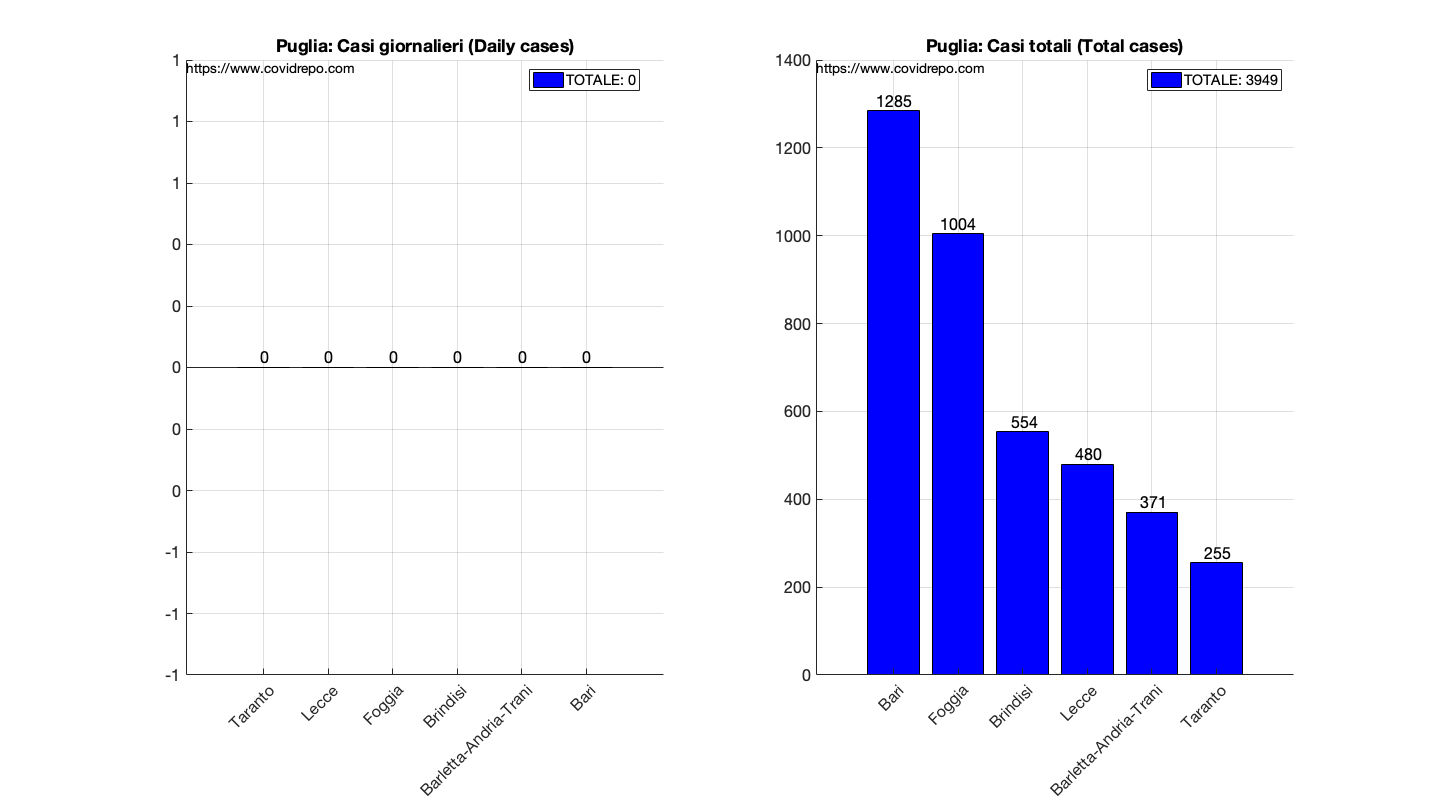 Puglia: Casi giornalieri (Daily cases)
https://www.covidrepo.com
TOTALE: 0
1
1
1
0
0
0
0
0
-1
-1
-1
0 0 0 0 0 0
Taranto
Lecce
Foggia
Brindisi
Barletta-Andria-Trani
Bari
Puglia: Casi totali (Total cases)
https://www.covidrepo.com
TOTALE: 3949
1400
1200
1000
800
600
400
200
0
1285
1004
554
480
371
255
Bari
Foggia
Brindisi
Lecce
Barletta-Andria-Trani
Taranto